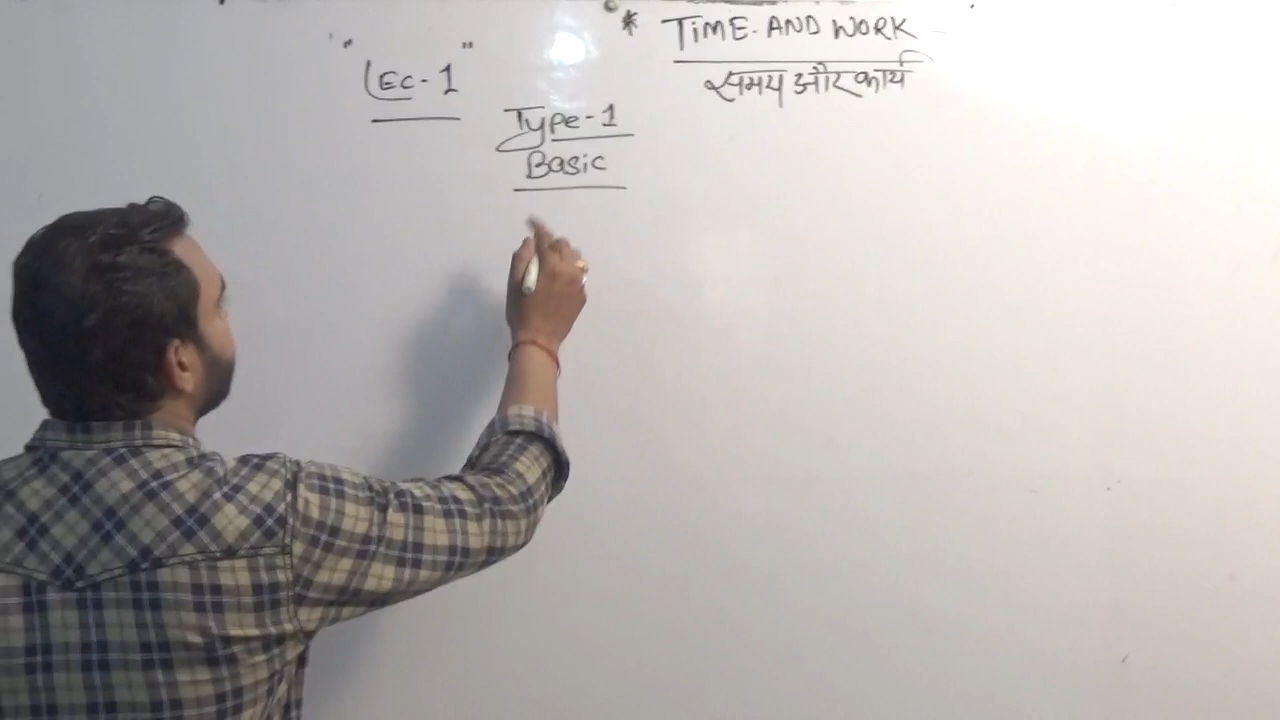 * TIME AND WORK
समय और कार्य
"LEC-1"
Type-1
Basic